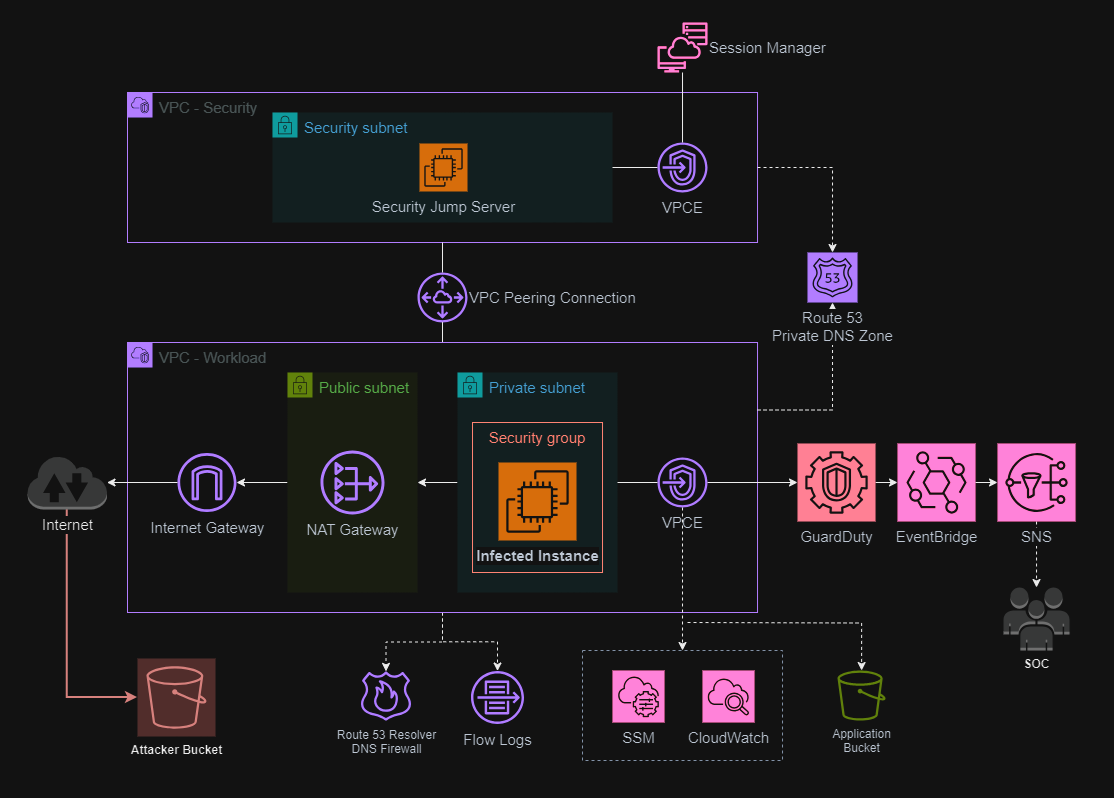 Session Manager
VPC - Security
Security subnet
Security Jump Server
VPCE
VPC Peering Connection
53
Route 53
Private DNS Zone
VPC - Workload
Public subnet
Private subnet
Security group
Internet
Internet Gateway
NAT Gateway
Infected Instance
VPCE
GuardDuty
EventBridge
SNS
SOC
Attacker Bucket
Route 53 Resolver
DNS Firewall
Flow Logs
SSM
CloudWatch
Application
Bucket